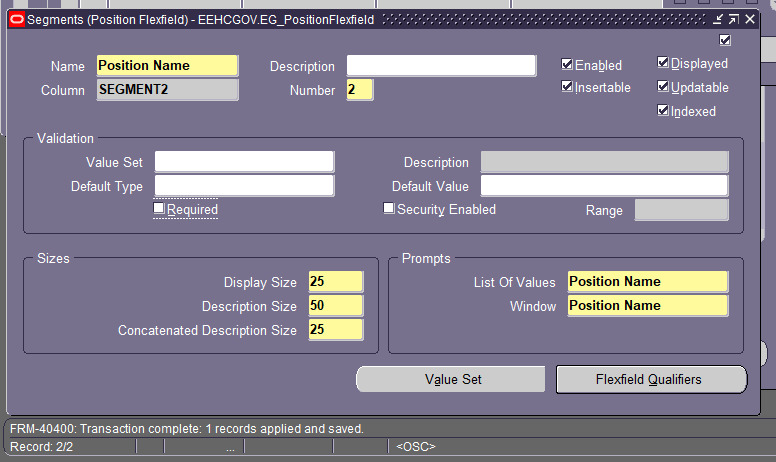 Segments (Position Flexfield) - EEHCGOV.EG_PositionFlexfield
Name Position Name Description Enabled Displayed
Column SEGMENT2 Number 2 Insertable Updatable
Indexed
Validation
Value Set Description
Default Type Default Value
Required Security Enabled Range
Sizes Prompts
Display Size 25 List Of Values Position Name
Description Size 50 Window Position Name
Concatenated Description Size 25
Value Set Flexfield Qualifiers
FRM-40400: Transaction complete: 1 records applied and saved.
Record: 2/2 ... <OSC>